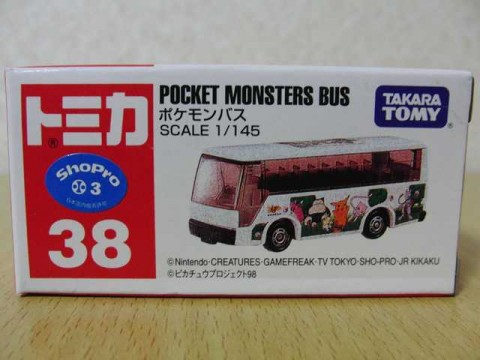 トミカ
®
POCKET MONSTERS BUS
ポケモンバス
SCALE 1/145
TAKARA
TOMY
ShoPro
3
38
©Nintendo·CREATURES·GAMEFREAK·TV TOKYO·SHO-PRO·JR KIKAKU
©ピカチュウプロジェクト98